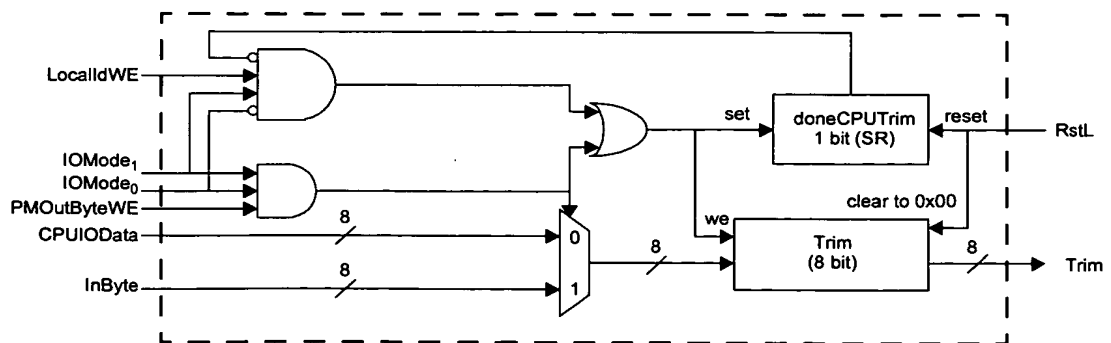 LocalIdWE
IOMode1
IOMode0
PMOutByteWE
CPUIOData
InByte
8
8
0
1
set
doneCPUTrim
1 bit (SR)
reset
RstL
clear to 0x00
we
8
Trim
(8 bit)
8
Trim